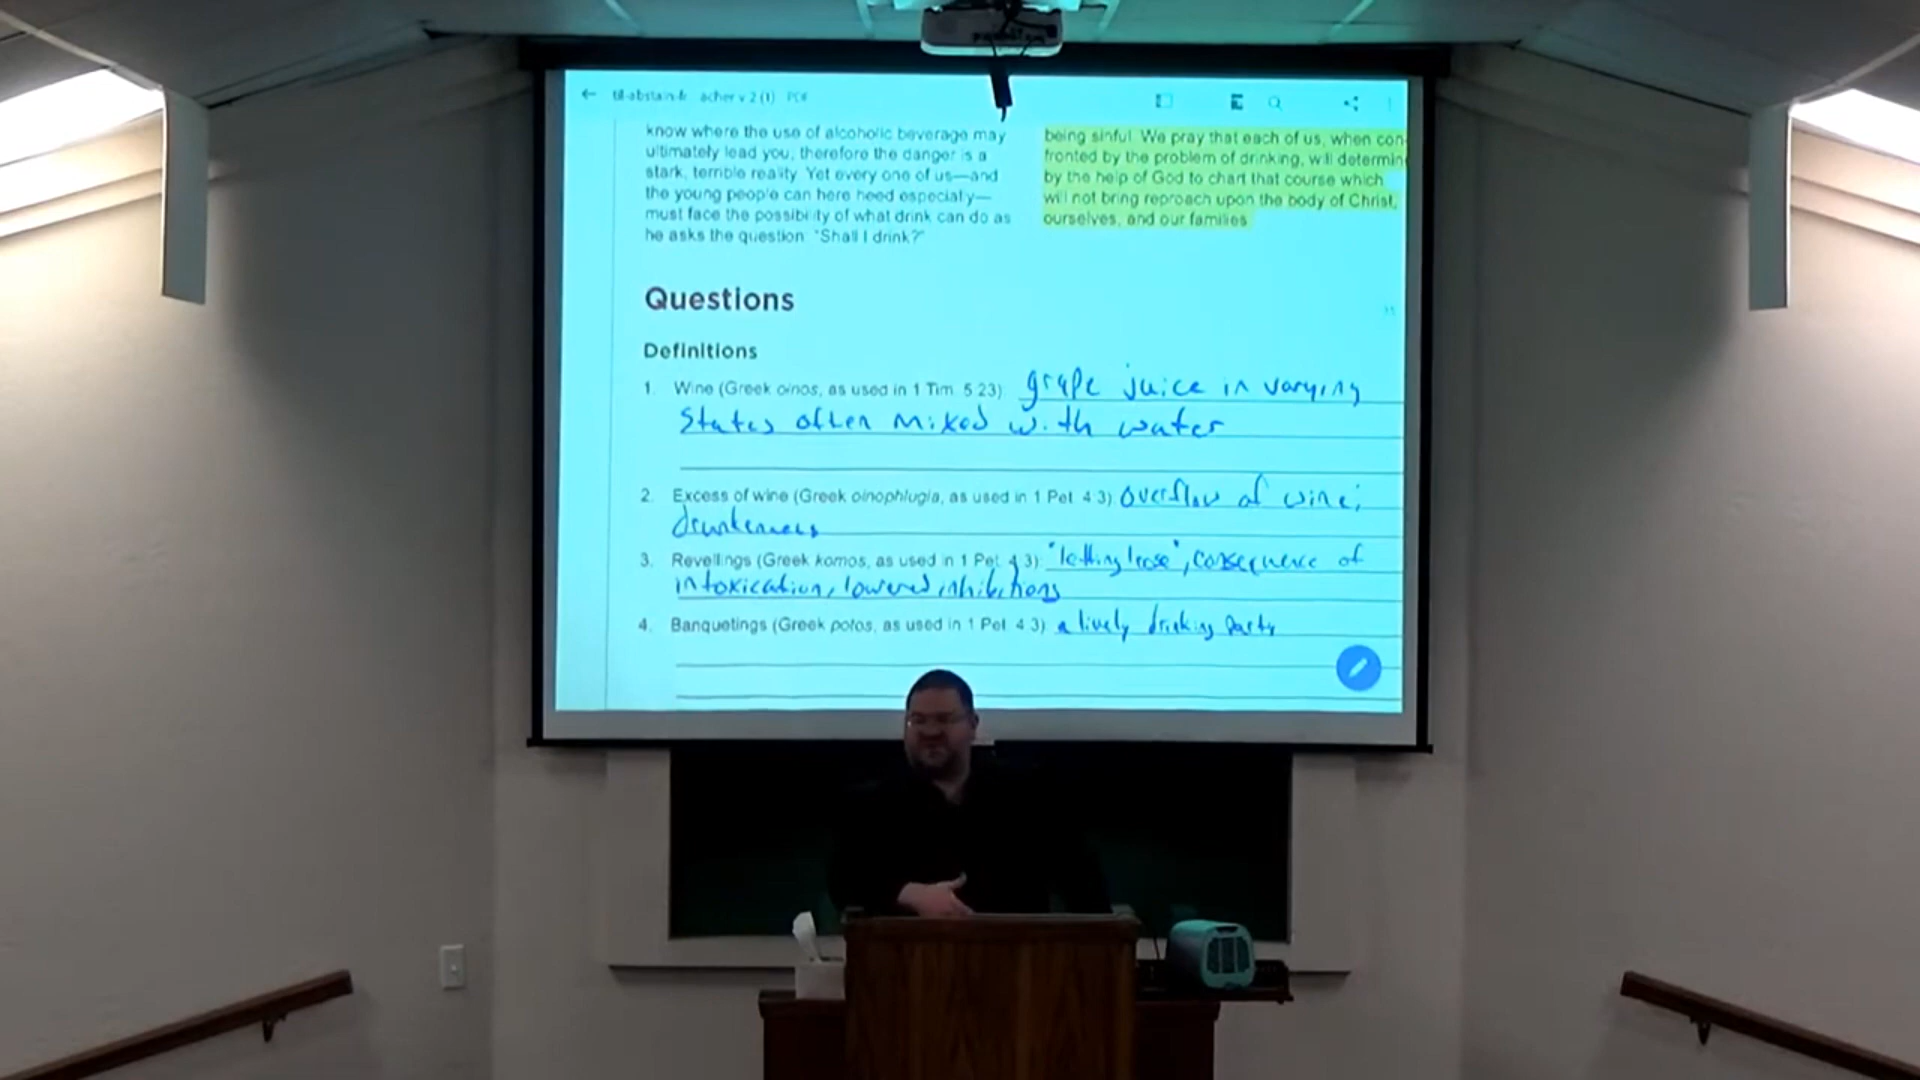 know where the use of alcoholic beverage may
ultimately lead you, therefore the danger is a
stark, terrible reality. Yet every one of us—and
the young people can here heed especially—
must face the possibility of what drink can do as
he asks the question: "Shall I drink?"
being sinful. We pray that each of us, when con-
fronted by the problem of drinking, will determin
by the help of God to chart that course which
will not bring reproach upon the body of Christ,
ourselves, and our families
Questions
Definitions
1. Wine (Greek oinos, as used in 1 Tim 5:23) grape juice in varying
states often mixed with water
2. Excess of wine (Greek oinophlugia, as used in 1 Pet 4:3) overflow of wine;
drunkenness
3. Revellings (Greek komos, as used in 1 Pet 4:3) "letting loose", consequence of
intoxication, lowered inhibitions
4. Banquetings (Greek potos, as used in 1 Pet 4:3) a lively drinking party